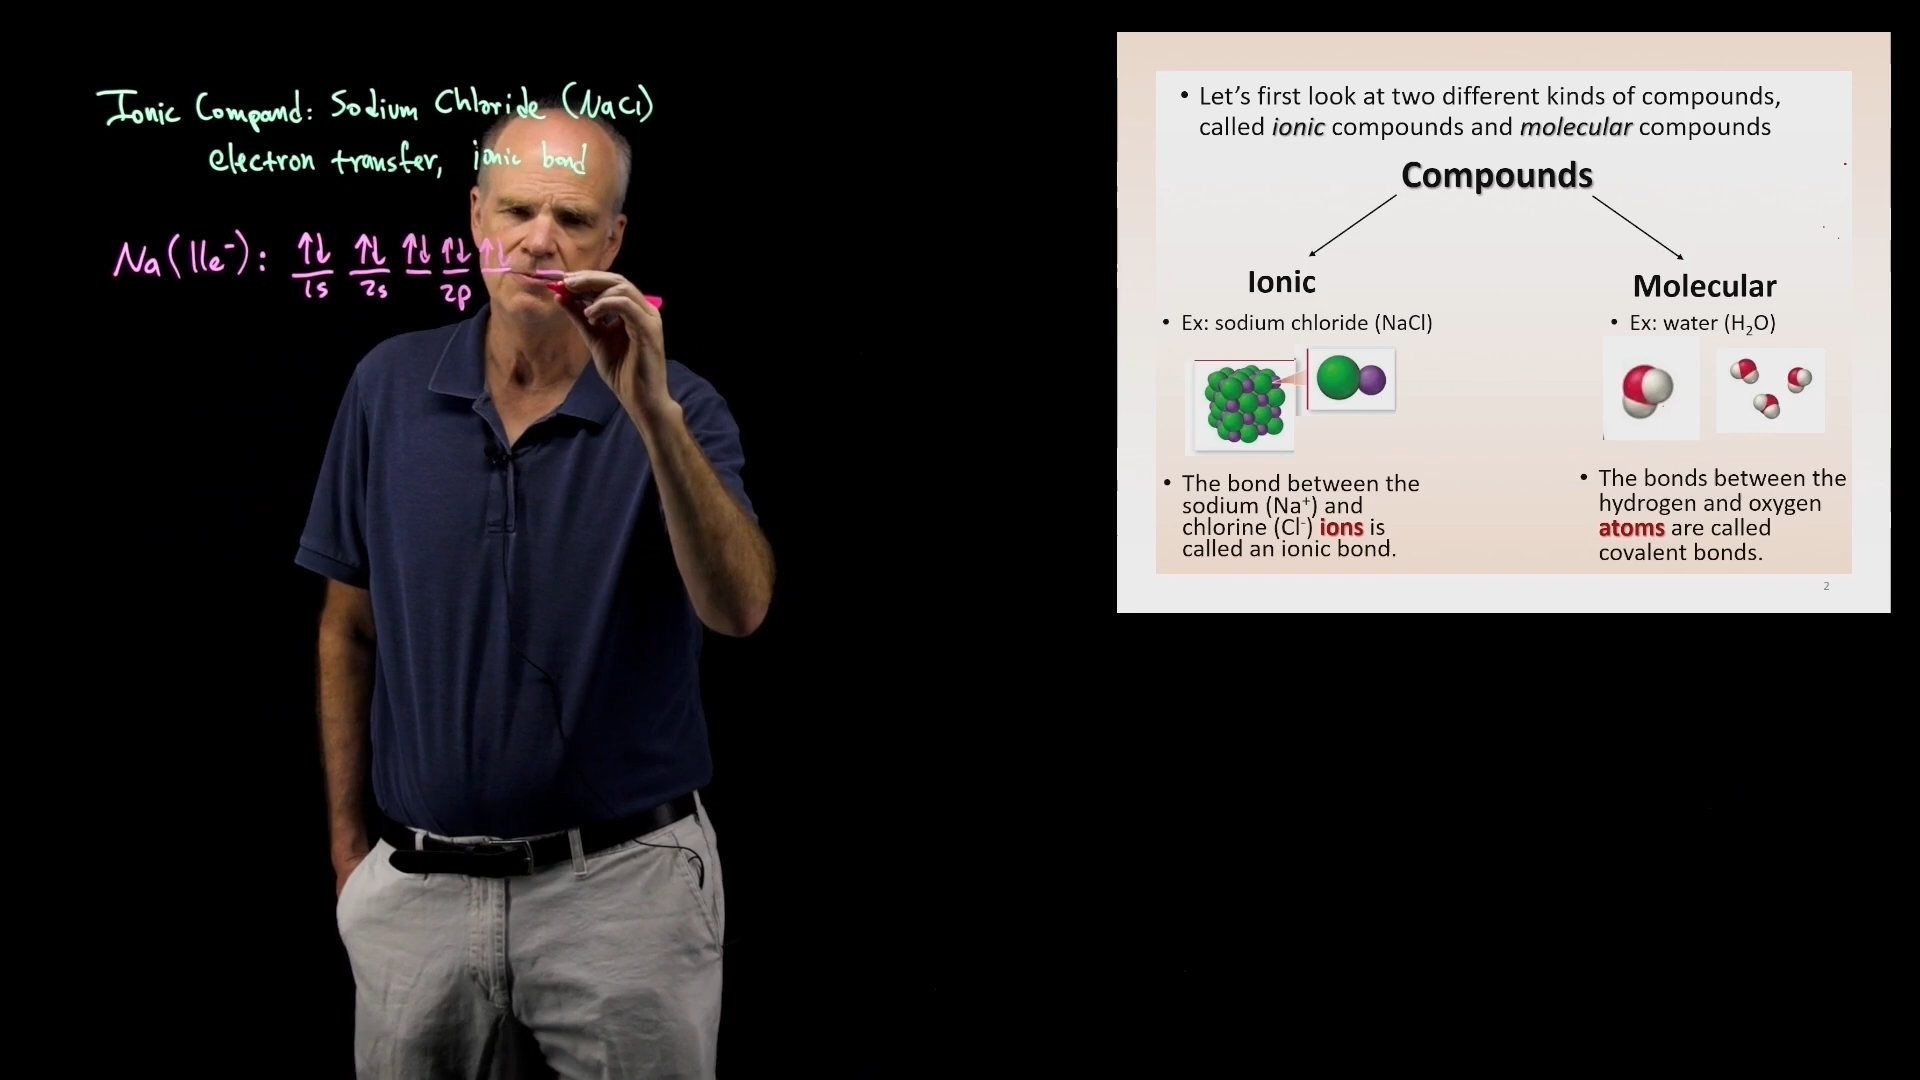 Ionic Compand: Sodium Chloride (NaCl)
electron transfer, ionic bond
Na (11e⁻): ↑↓ ↑↓ ↑↓ ↑↓ ↑↓
1s 2s 2p
• Let's first look at two different kinds of compounds,
called ionic compounds and molecular compounds
Compounds
Ionic
Molecular
• Ex: sodium chloride (NaCl)
• Ex: water (H₂O)
• The bond between the
sodium (Na⁺) and
chlorine (Cl⁻) ions is
called an ionic bond.
• The bonds between the
hydrogen and oxygen
atoms are called
covalent bonds.
2